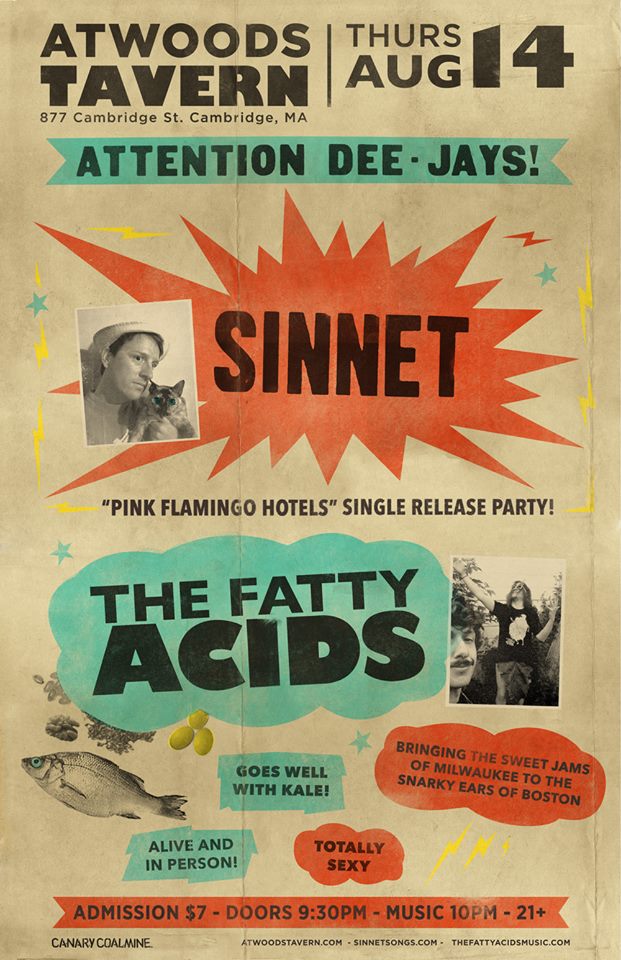 ATWOODS
TAVERN
877 Cambridge St. Cambridge, MA
THURS
AUG 14
ATTENTION DEE-JAYS!
SINNET
"PINK FLAMINGO HOTELS" SINGLE RELEASE PARTY!
THE FATTY
ACIDS
GOES WELL
WITH KALE!
BRINGING THE SWEET JAMS
OF MILWAUKEE TO THE
SNARKY EARS OF BOSTON
ALIVE AND
IN PERSON!
TOTALLY
SEXY
ADMISSION $7 - DOORS 9:30PM - MUSIC 10PM - 21+
CANARY COALMINE.
ATWOODSTAVERN.COM - SINNETSONGS.COM - THEFATTYACIDSMUSIC.COM